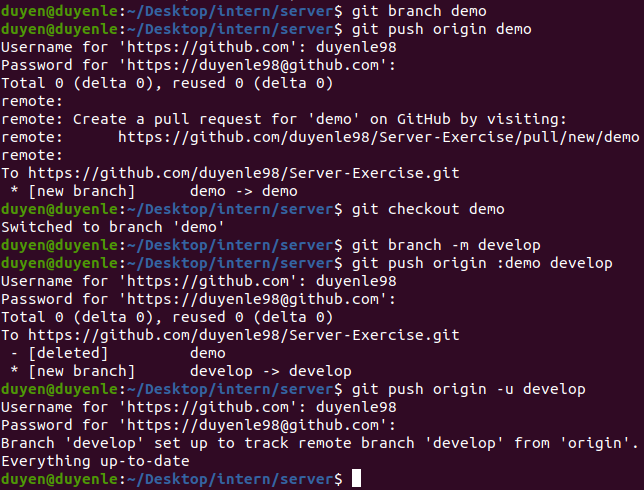 duyen@duyenle:~/Desktop/intern/server$ git branch demo
duyen@duyenle:~/Desktop/intern/server$ git push origin demo
Username for 'https://github.com': duyenle98
Password for 'https://duyenle98@github.com':
Total 0 (delta 0), reused 0 (delta 0)
remote:
remote: Create a pull request for 'demo' on GitHub by visiting:
remote:      https://github.com/duyenle98/Server-Exercise/pull/new/demo
remote:
To https://github.com/duyenle98/Server-Exercise.git
 * [new branch]      demo -> demo
duyen@duyenle:~/Desktop/intern/server$ git checkout demo
Switched to branch 'demo'
duyen@duyenle:~/Desktop/intern/server$ git branch -m develop
duyen@duyenle:~/Desktop/intern/server$ git push origin :demo develop
Username for 'https://github.com': duyenle98
Password for 'https://duyenle98@github.com':
Total 0 (delta 0), reused 0 (delta 0)
To https://github.com/duyenle98/Server-Exercise.git
 - [deleted]         demo
 * [new branch]      develop -> develop
duyen@duyenle:~/Desktop/intern/server$ git push origin -u develop
Username for 'https://github.com': duyenle98
Password for 'https://duyenle98@github.com':
Branch 'develop' set up to track remote branch 'develop' from 'origin'.
Everything up-to-date
duyen@duyenle:~/Desktop/intern/server$